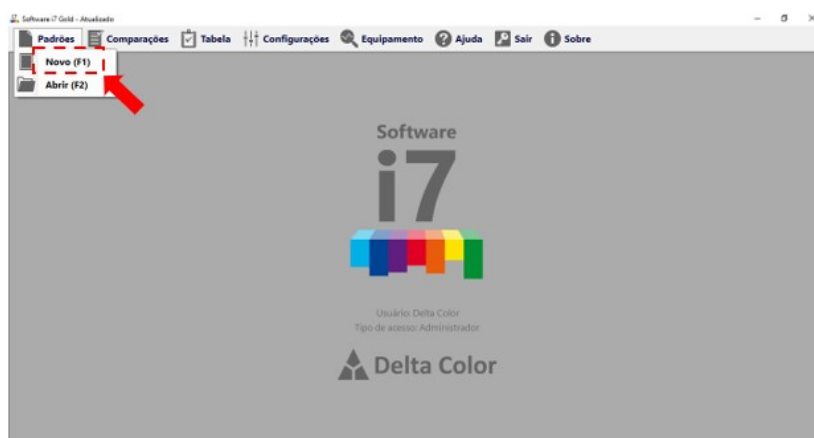 Software i7 Gold - Atualizado
Padrões Comparações Tabela Configurações Equipamento Ajuda Sair Sobre
Novo (F1)
Abrir (F2)
Software
i7
Usuário: Delta Color
Tipo de acesso: Administrador
Delta Color